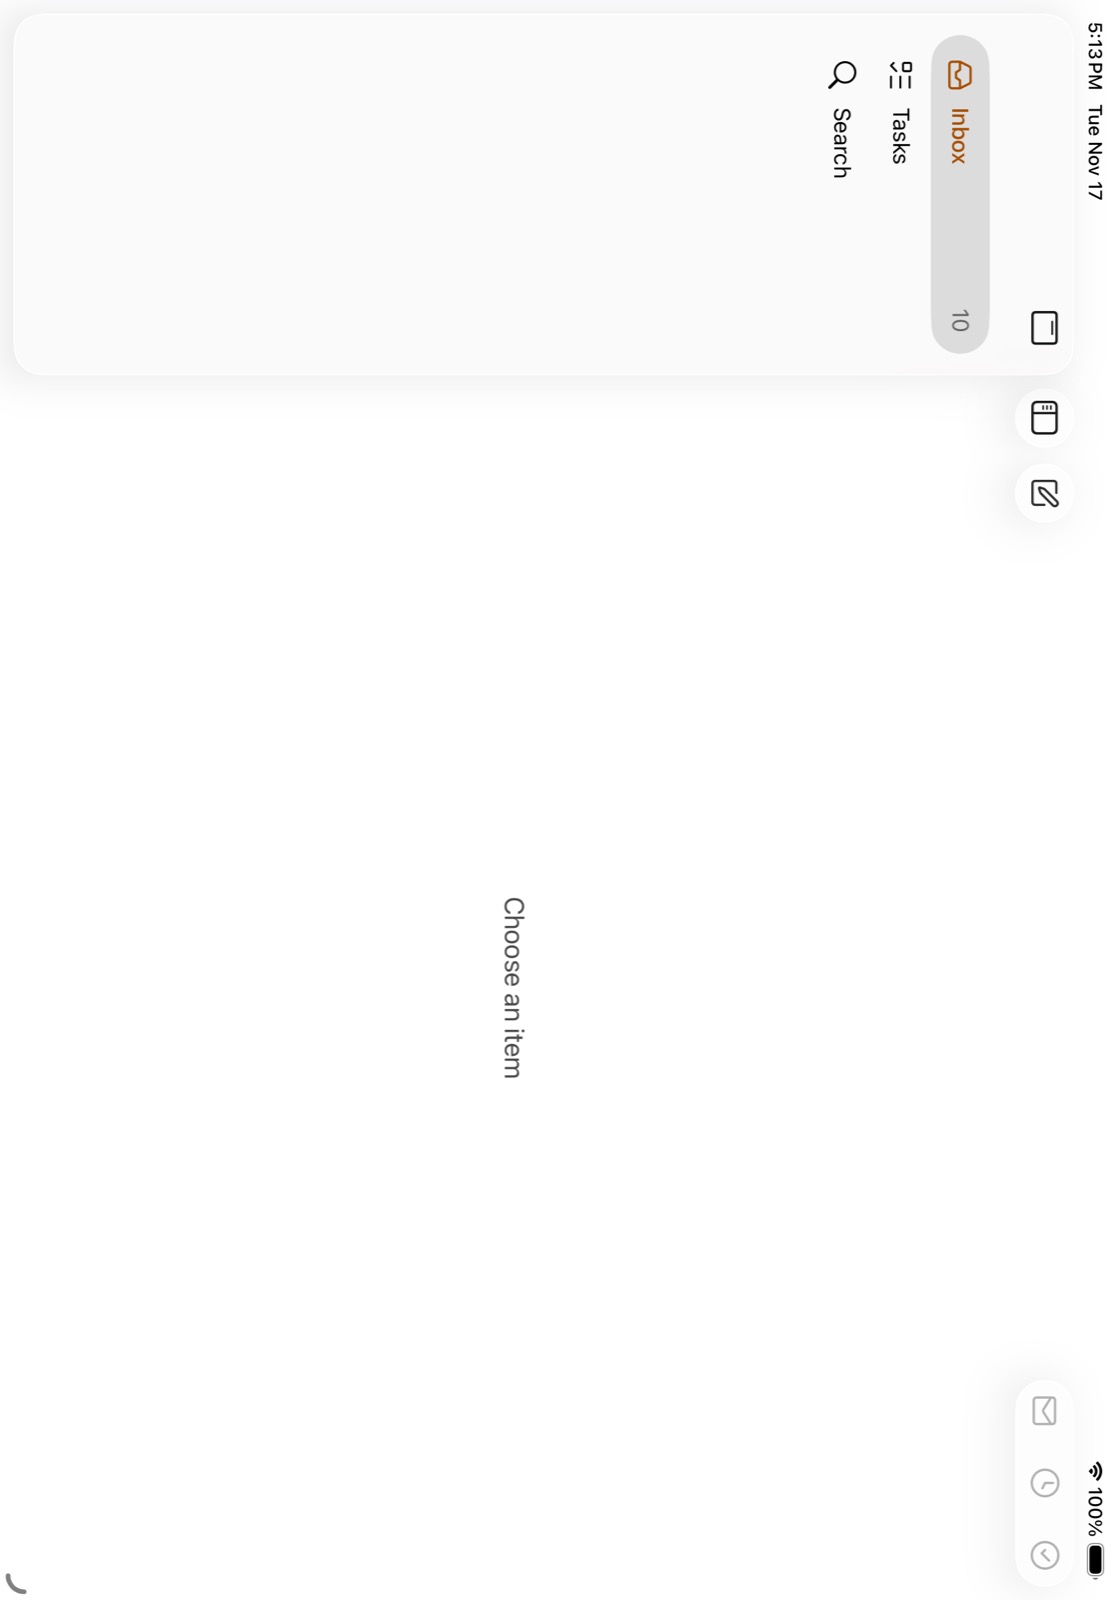 5:13 PM Tue Nov 17
100%
Inbox 10
Tasks
Search
Choose an item